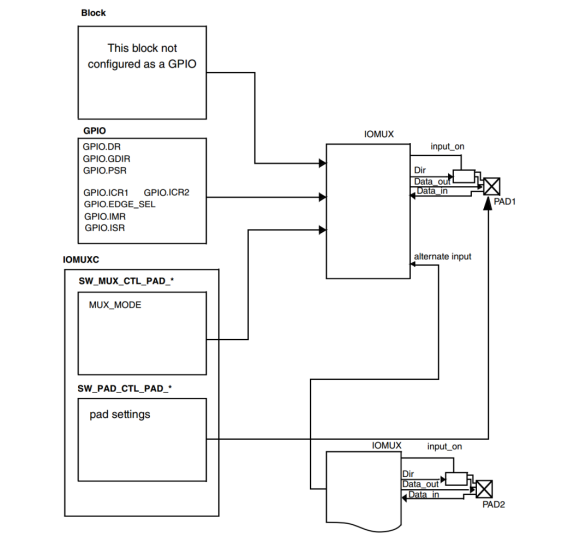 Block
This block not
configured as a GPIO
GPIO
GPIO.DR
GPIO.GDIR
GPIO.PSR
GPIO.ICR1 GPIO.ICR2
GPIO.EDGE_SEL
GPIO.IMR
GPIO.ISR
IOMUX
input_on
Dir
Data_out
Data_in
PAD1
alternate input
IOMUXC
SW_MUX_CTL_PAD_*
MUX_MODE
SW_PAD_CTL_PAD_*
pad settings
IOMUX
input_on
Dir
Data_out
Data_in
PAD2